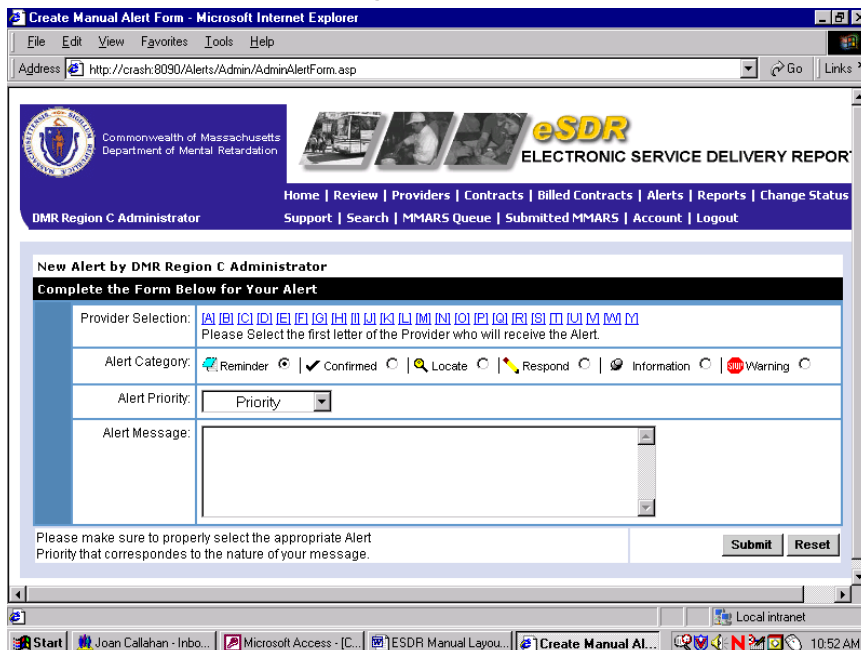 Create Manual Alert Form - Microsoft Internet Explorer
File Edit View Favorites Tools Help
Address http://crash:8090/Alerts/Admin/AdminAlertForm.asp Go Links
Commonwealth of Massachusetts
Department of Mental Retardation
eSDR
ELECTRONIC SERVICE DELIVERY REPOR
Home | Review | Providers | Contracts | Billed Contracts | Alerts | Reports | Change Status
DMR Region C Administrator Support | Search | MMARS Queue | Submitted MMARS | Account | Logout
New Alert by DMR Region C Administrator
Complete the Form Below for Your Alert
Provider Selection: [A] [B] [C] [D] [E] [F] [G] [H] [I] [J] [K] [L] [M] [N] [O] [P] [Q] [R] [S] [T] [U] [V] [W] [Y]
Please Select the first letter of the Provider who will receive the Alert.
Alert Category: Reminder | Confirmed | Locate | Respond | Information | STOP Warning
Alert Priority: Priority
Alert Message:
Please make sure to properly select the appropriate Alert
Priority that correspondes to the nature of your message.
Submit Reset
Local intranet
Start Joan Callahan - Inbo... Microsoft Access - [C... ESDR Manual Layou... Create Manual Al... 10:52 AM